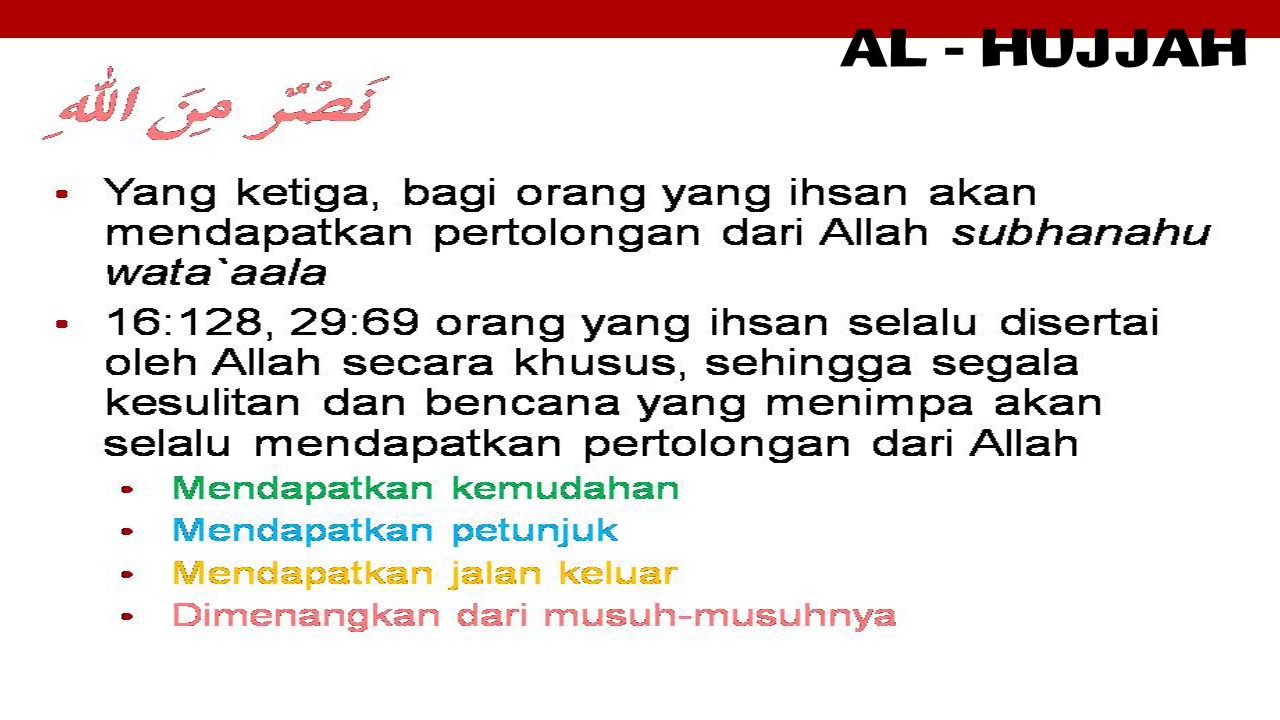 AL - HUJJAH
نَصْرٌ مِنَ اللهِ
• Yang ketiga, bagi orang yang ihsan akan
mendapatkan pertolongan dari Allah subhanahu
wata`aala
• 16:128, 29:69 orang yang ihsan selalu disertai
oleh Allah secara khusus, sehingga segala
kesulitan dan bencana yang menimpa akan
selalu mendapatkan pertolongan dari Allah
• Mendapatkan kemudahan
• Mendapatkan petunjuk
• Mendapatkan jalan keluar
• Dimenangkan dari musuh-musuhnya